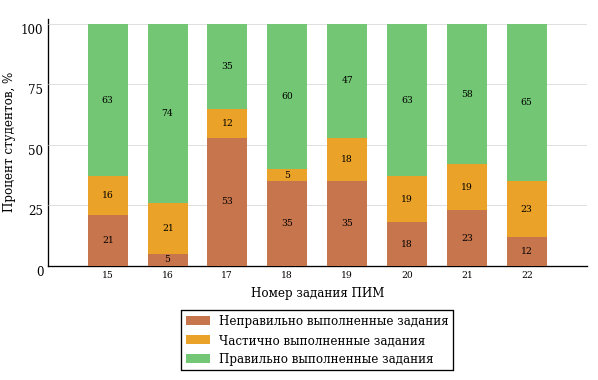 Процент студентов, %
100
75
50
25
0
63 74 35 60 47 63 58 65
16 21 12 5 18 19 19 23
21 5 53 35 35 18 23 12
15 16 17 18 19 20 21 22
Номер задания ПИМ
Неправильно выполненные задания
Частично выполненные задания
Правильно выполненные задания